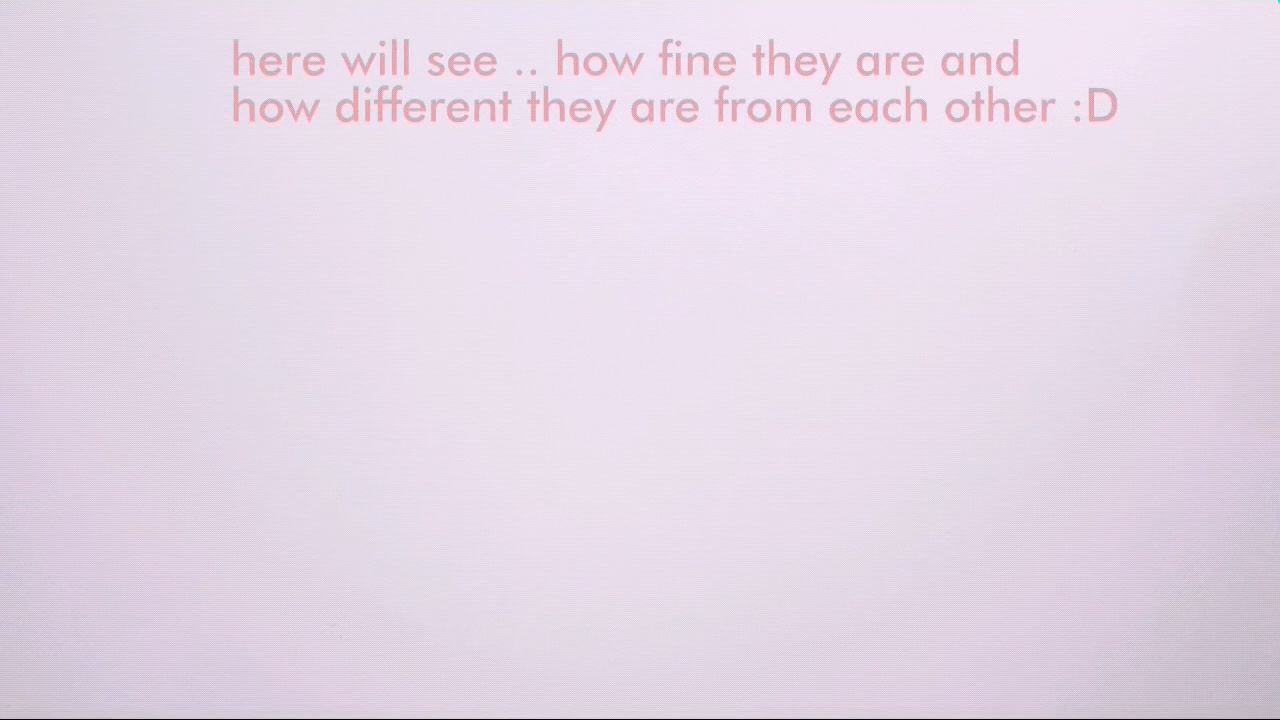 here will see .. how fine they are and
how different they are from each other :D